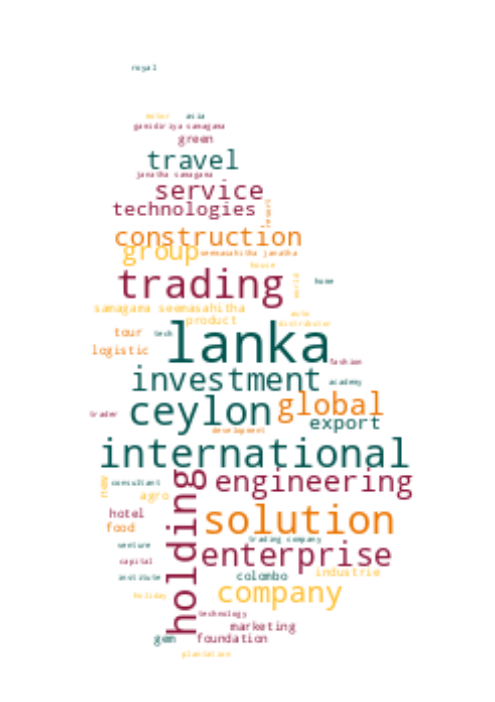 royal
motor asia
gamidiriya samagama
green
travel
janatha samagama
service
technologies
resort
construction
group
seemasahitha janatha
house
trading
world
home
samagama seemasahitha
auto
product
distributor
lanka
tour
tech
logistic
fashion
investment
academy
ceylon
global
trader
export
development
international
holding
engineering
new
consultant
agro
hotel
solution
food
trading company
venture
enterprise
capital
industrie
institute
colombo
company
holiday
technology
marketing
gem
foundation
plantation